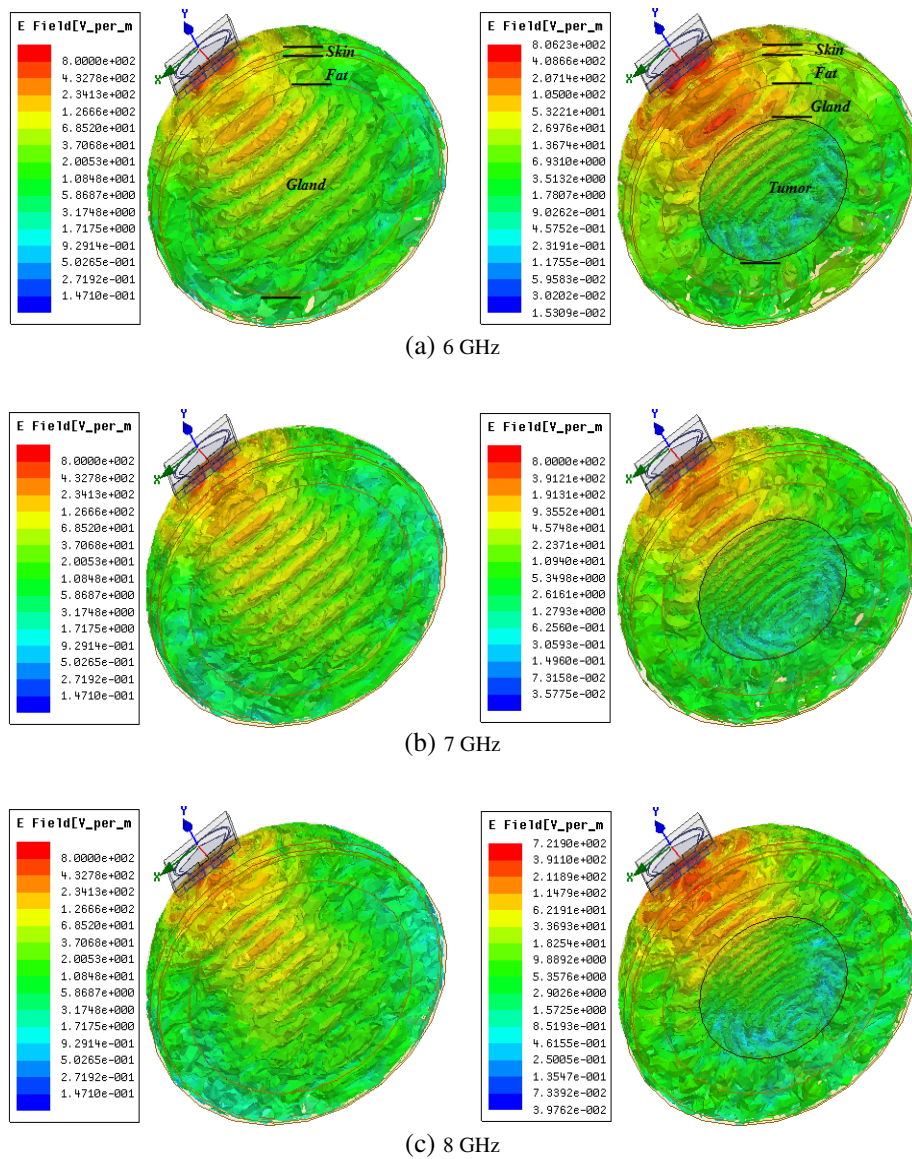 E Field[V_per_m
8.0000e+002
4.3278e+002
2.3413e+002
1.2666e+002
6.8520e+001
3.7068e+001
2.0053e+001
1.0848e+001
5.8687e+000
3.1748e+000
1.7175e+000
9.2914e-001
5.0265e-001
2.7192e-001
1.4710e-001
Y
X
Skin
Fat
Gland
E Field[V_per_m
8.0623e+002
4.0866e+002
2.0714e+002
1.0500e+002
5.3221e+001
2.6976e+001
1.3674e+001
6.9310e+000
3.5132e+000
1.7807e+000
9.0262e-001
4.5752e-001
2.3191e-001
1.1755e-001
5.9583e-002
3.0202e-002
1.5309e-002
Y
X
Skin
Fat
Gland
Tumor
(a) 6 GHz
E Field[V_per_m
8.0000e+002
4.3278e+002
2.3413e+002
1.2666e+002
6.8520e+001
3.7068e+001
2.0053e+001
1.0848e+001
5.8687e+000
3.1748e+000
1.7175e+000
9.2914e-001
5.0265e-001
2.7192e-001
1.4710e-001
Y
X
E Field[V_per_m
8.0000e+002
3.9121e+002
1.9131e+002
9.3552e+001
4.5748e+001
2.2371e+001
1.0940e+001
5.3498e+000
2.6161e+000
1.2793e+000
6.2560e-001
3.0593e-001
1.4960e-001
7.3158e-002
3.5775e-002
Y
X
(b) 7 GHz
E Field[V_per_m
8.0000e+002
4.3278e+002
2.3413e+002
1.2666e+002
6.8520e+001
3.7068e+001
2.0053e+001
1.0848e+001
5.8687e+000
3.1748e+000
1.7175e+000
9.2914e-001
5.0265e-001
2.7192e-001
1.4710e-001
Y
X
E Field[V_per_m
7.2190e+002
3.9110e+002
2.1189e+002
1.1479e+002
6.2191e+001
3.3693e+001
1.8254e+001
9.8892e+000
5.3576e+000
2.9026e+000
1.5725e+000
8.5193e-001
4.6155e-001
2.5005e-001
1.3547e-001
7.3392e-002
3.9762e-002
Y
X
(c) 8 GHz